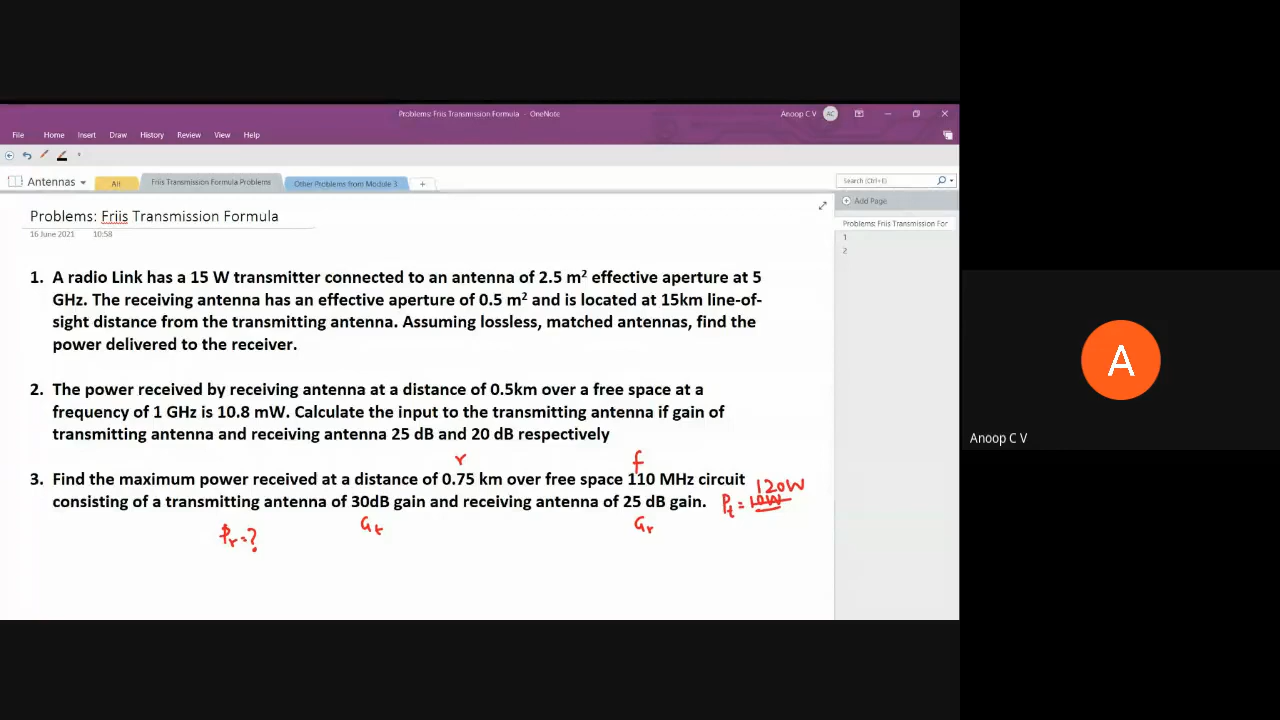 Problems: Friis Transmission Formula - OneNote
Anoop C V AC
File Home Insert Draw History Review View Help
Antennas All Friis Transmission Formula Problems Other Problems from Module 3 +
Search (Ctrl+E)
Add Page
Problems: Friis Transmission For
1
2
Problems: Friis Transmission Formula
16 June 2021 10:58
1. A radio Link has a 15 W transmitter connected to an antenna of 2.5 m² effective aperture at 5
GHz. The receiving antenna has an effective aperture of 0.5 m² and is located at 15km line-of-
sight distance from the transmitting antenna. Assuming lossless, matched antennas, find the
power delivered to the receiver.
2. The power received by receiving antenna at a distance of 0.5km over a free space at a
frequency of 1 GHz is 10.8 mW. Calculate the input to the transmitting antenna if gain of
transmitting antenna and receiving antenna 25 dB and 20 dB respectively
r f
3. Find the maximum power received at a distance of 0.75 km over free space 110 MHz circuit
120W
consisting of a transmitting antenna of 30dB gain and receiving antenna of 25 dB gain. Pt = 10W
Pr = ? Gt Gr
A
Anoop C V